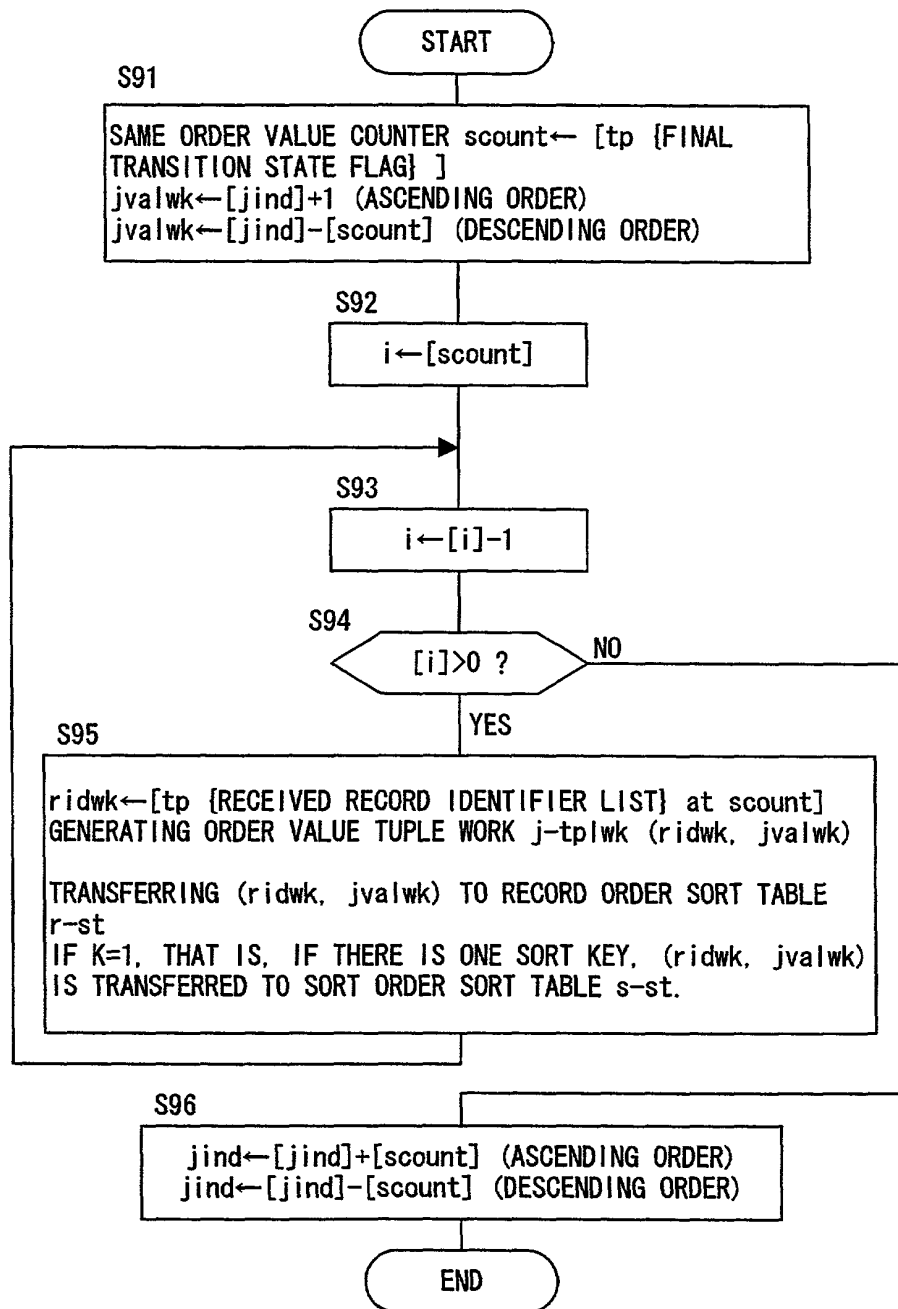 START
S91
SAME ORDER VALUE COUNTER scount← [tp {FINAL
TRANSITION STATE FLAG} ]
jvalwk←[jind]+1 (ASCENDING ORDER)
jvalwk←[jind]-[scount] (DESCENDING ORDER)
S92
i←[scount]
S93
i←[i]-1
S94
[i]>0 ?
NO
YES
S95
ridwk←[tp {RECEIVED RECORD IDENTIFIER LIST} at scount]
GENERATING ORDER VALUE TUPLE WORK j-tplwk (ridwk, jvalwk)
TRANSFERRING (ridwk, jvalwk) TO RECORD ORDER SORT TABLE
r-st
IF K=1, THAT IS, IF THERE IS ONE SORT KEY, (ridwk, jvalwk)
IS TRANSFERRED TO SORT ORDER SORT TABLE s-st.
S96
jind←[jind]+[scount] (ASCENDING ORDER)
jind←[jind]-[scount] (DESCENDING ORDER)
END